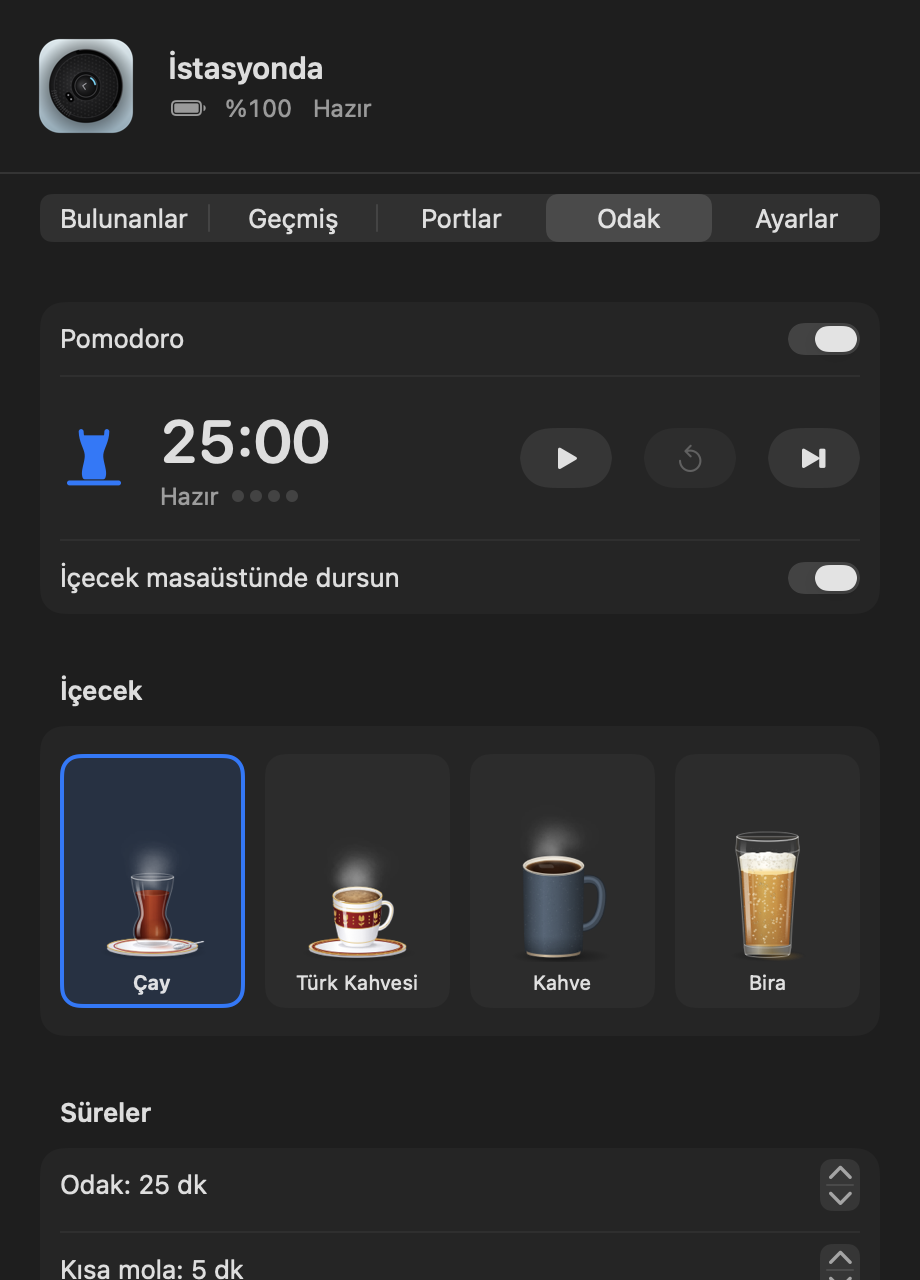 İstasyonda
%100 Hazır
Bulunanlar Geçmiş Portlar Odak Ayarlar
Pomodoro
25:00
Hazır
İçecek masaüstünde dursun
İçecek
Çay Türk Kahvesi Kahve Bira
Süreler
Odak: 25 dk
Kısa mola: 5 dk